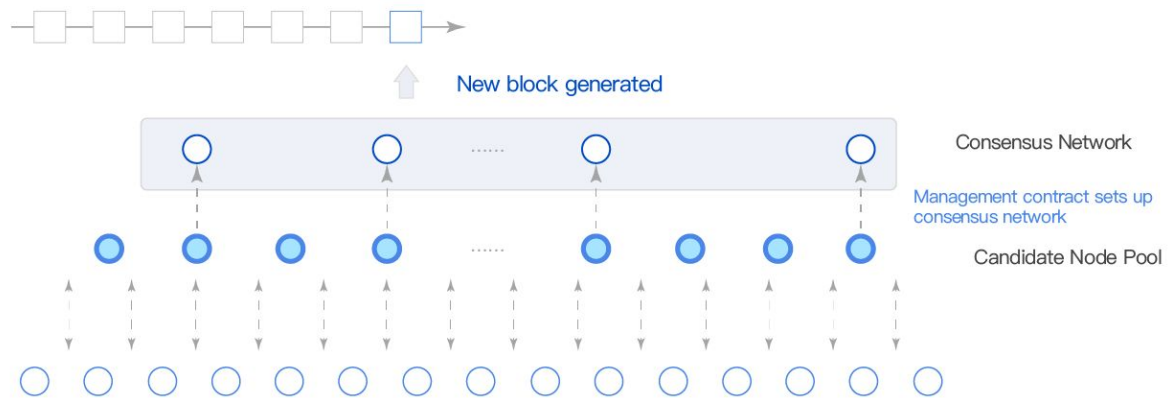 New block generated
......
Consensus Network
Management contract sets up
consensus network
......
Candidate Node Pool